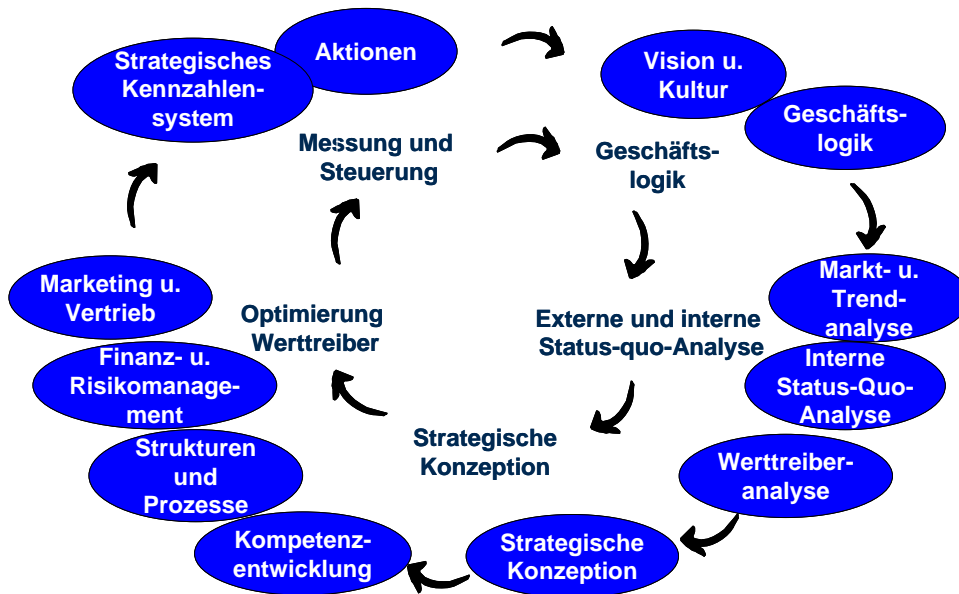 Aktionen
Strategisches
Kennzahlen-
system
Vision u.
Kultur
Geschäfts-
logik
Messung und
Steuerung
Geschäfts-
logik
Marketing u.
Vertrieb
Optimierung
Werttreiber
Externe und interne
Status-quo-Analyse
Markt- u.
Trend-
analyse
Finanz- u.
Risikomanage-
ment
Interne
Status-Quo-
Analyse
Strategische
Konzeption
Strukturen
und
Prozesse
Werttreiber-
analyse
Kompetenz-
entwicklung
Strategische
Konzeption